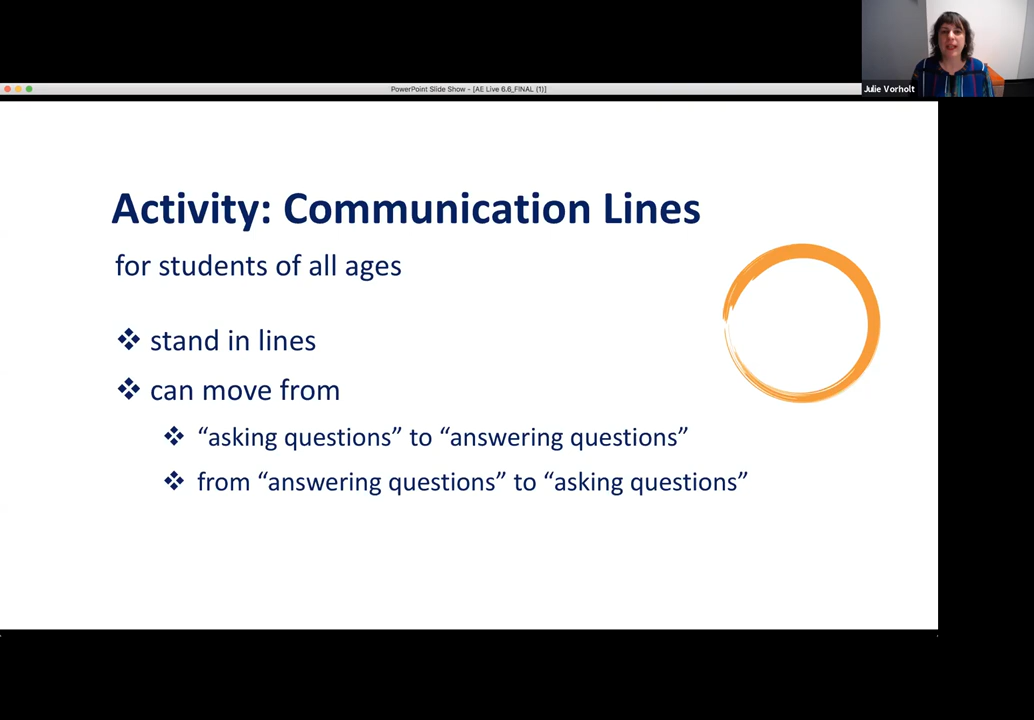 Julie Vorholt
PowerPoint Slide Show - [AE Live 6.6_FINAL (1)]
Activity: Communication Lines
for students of all ages
❖ stand in lines
❖ can move from
❖ “asking questions” to “answering questions”
❖ from “answering questions” to “asking questions”